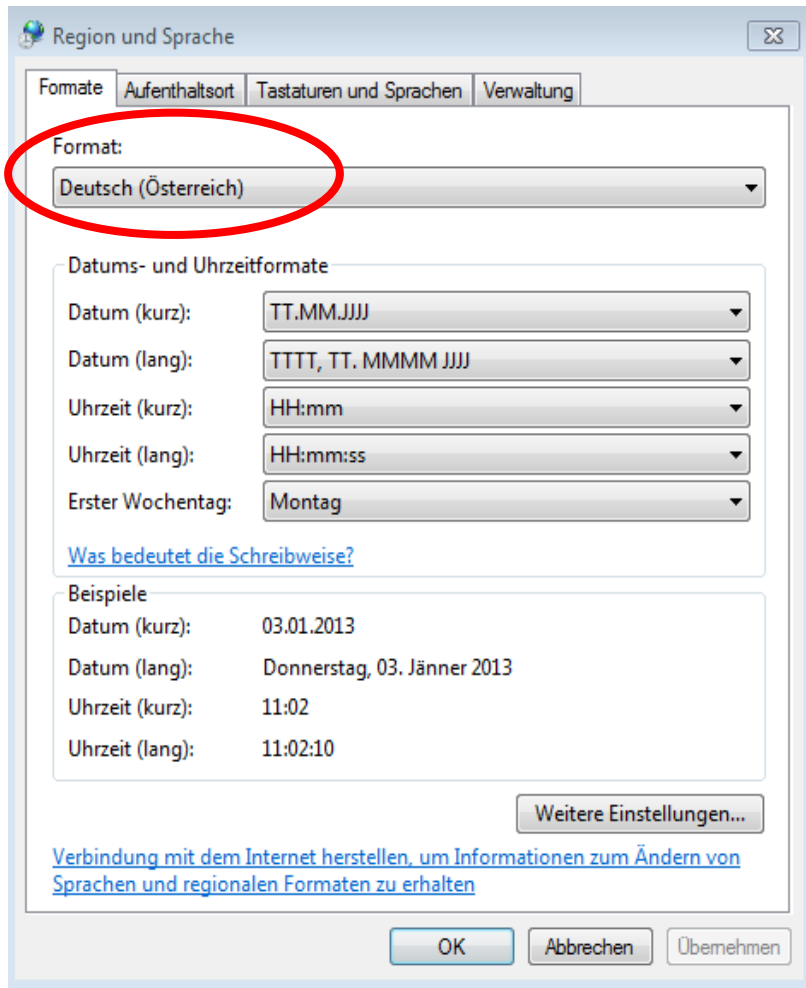 Region und Sprache
Formate Aufenthaltsort Tastaturen und Sprachen Verwaltung
Format:
Deutsch (Österreich)
Datums- und Uhrzeitformate
Datum (kurz): TT.MM.JJJJ
Datum (lang): TTTT, TT. MMMM JJJJ
Uhrzeit (kurz): HH:mm
Uhrzeit (lang): HH:mm:ss
Erster Wochentag: Montag
Was bedeutet die Schreibweise?
Beispiele
Datum (kurz): 03.01.2013
Datum (lang): Donnerstag, 03. Jänner 2013
Uhrzeit (kurz): 11:02
Uhrzeit (lang): 11:02:10
Weitere Einstellungen...
Verbindung mit dem Internet herstellen, um Informationen zum Ändern von
Sprachen und regionalen Formaten zu erhalten
OK Abbrechen Übernehmen